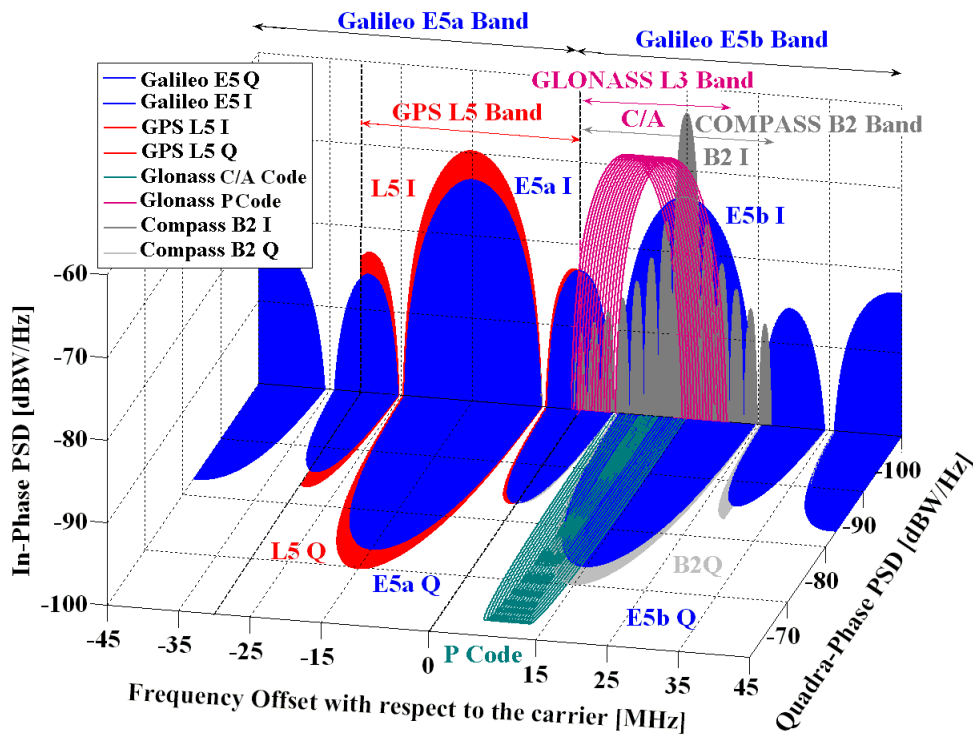 Galileo E5a Band
Galileo E5b Band
Galileo E5 Q
Galileo E5 I
GPS L5 I
GPS L5 Q
Glonass C/A Code
Glonass P Code
Compass B2 I
Compass B2 Q
GLONASS L3 Band
GPS L5 Band
C/A
COMPASS B2 Band
B2 I
L5 I
E5a I
E5b I
In-Phase PSD [dBW/Hz]
-60
-70
-80
-90
-100
L5 Q
E5a Q
P Code
B2Q
E5b Q
-45
-35
-25
-15
0
15
25
35
45
Frequency Offset with respect to the carrier [MHz]
-70
-80
-90
-100
Quadra-Phase PSD [dBW/Hz]